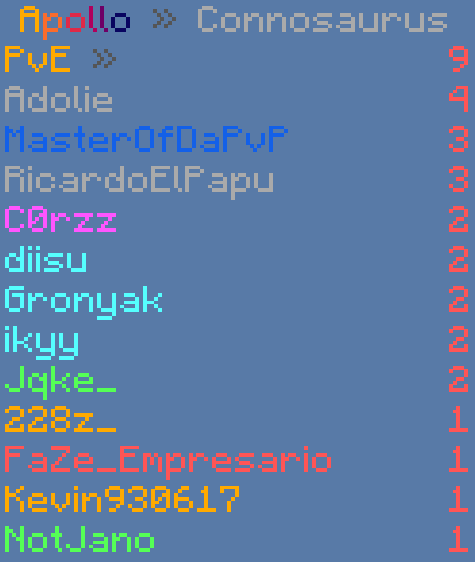 Apollo » Connosaurus
PvE » 9
Adolie 4
MasterOfDaPvP 3
RicardoElPapu 3
C0rzz 2
diisu 2
Gronyak 2
ikyy 2
Jqke_ 2
228z_ 1
FaZe_Empresario 1
Kevin930617 1
NotJano 1